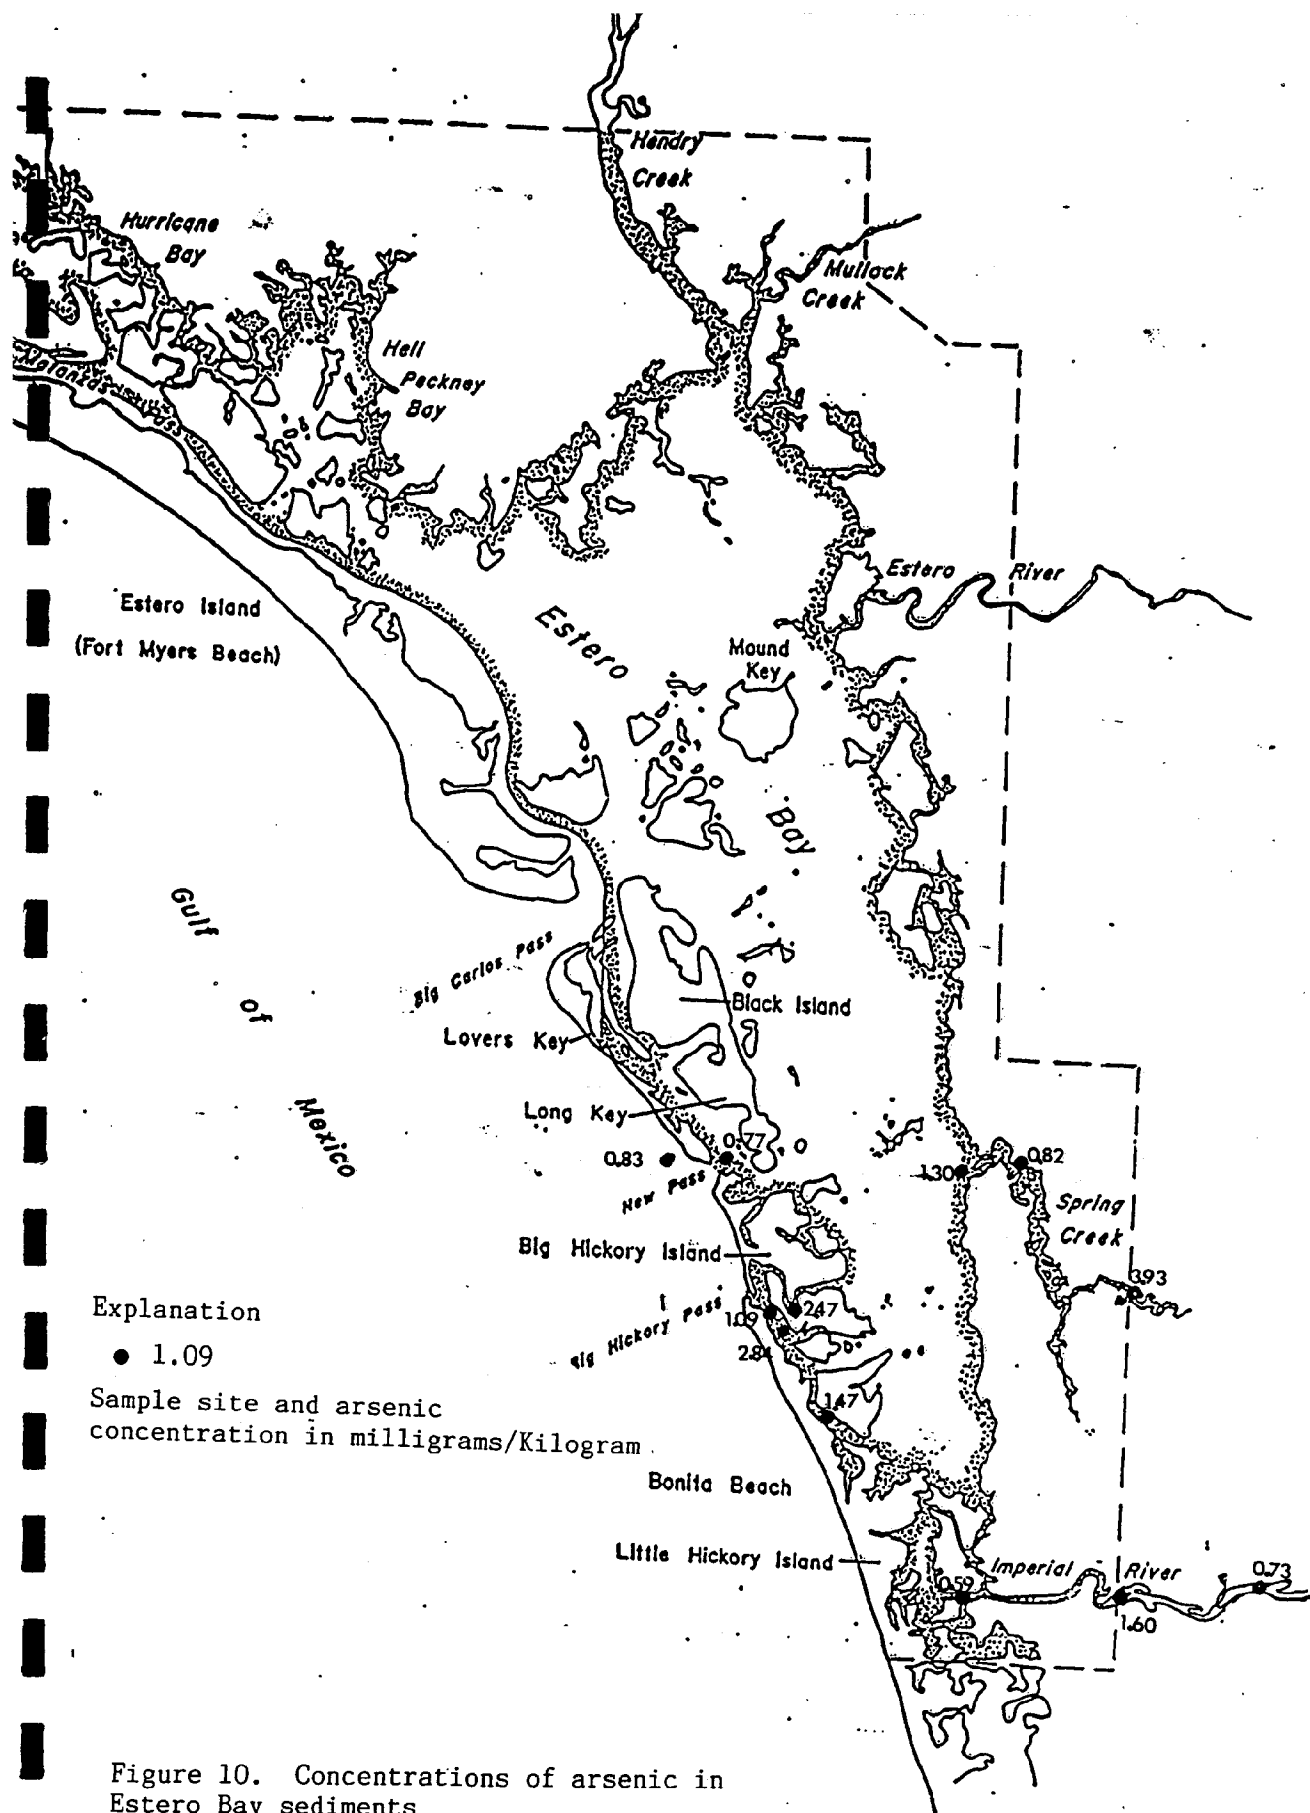 Hendry
Creek
Hurricane
Bay
Mullock
Creek
Hell
Peckney
Bay
Matanzas Pass
Estero River
Estero Island
(Fort Myers Beach)
Estero
Bay
Mound
Key
Gulf
of
Mexico
Big Carlos Pass
Black Island
Lovers Key
Long Key
0.77
0.83
New Pass
1.30
0.82
Spring
Creek
Big Hickory Island
3.93
Big Hickory Pass
1.09
2.47
2.84
1.47
Explanation
1.09
Sample site and arsenic
concentration in milligrams/Kilogram
Bonita Beach
Little Hickory Island
Imperial River
0.59
0.73
1.60
Figure 10. Concentrations of arsenic in
Estero Bay sediments